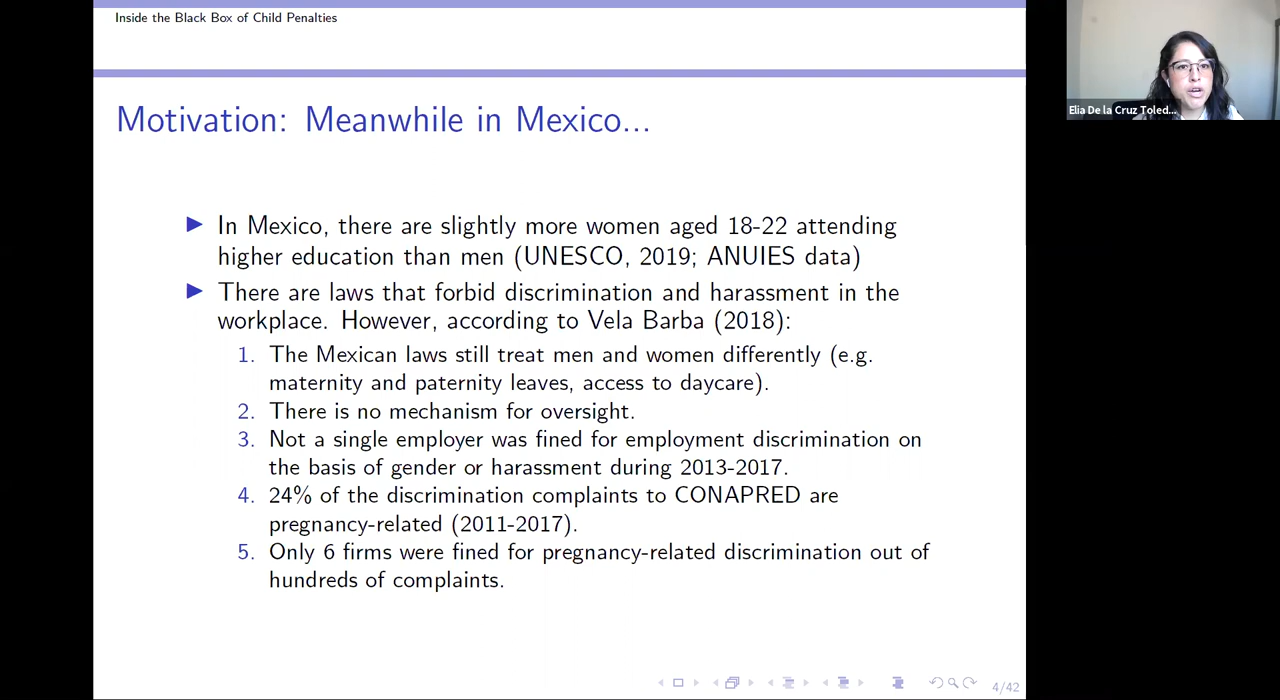 Inside the Black Box of Child Penalties
Elia De la Cruz Toled...
Motivation: Meanwhile in Mexico...
In Mexico, there are slightly more women aged 18-22 attending
higher education than men (UNESCO, 2019; ANUIES data)
There are laws that forbid discrimination and harassment in the
workplace. However, according to Vela Barba (2018):
1. The Mexican laws still treat men and women differently (e.g.
maternity and paternity leaves, access to daycare).
2. There is no mechanism for oversight.
3. Not a single employer was fined for employment discrimination on
the basis of gender or harassment during 2013-2017.
4. 24% of the discrimination complaints to CONAPRED are
pregnancy-related (2011-2017).
5. Only 6 firms were fined for pregnancy-related discrimination out of
hundreds of complaints.
4/42